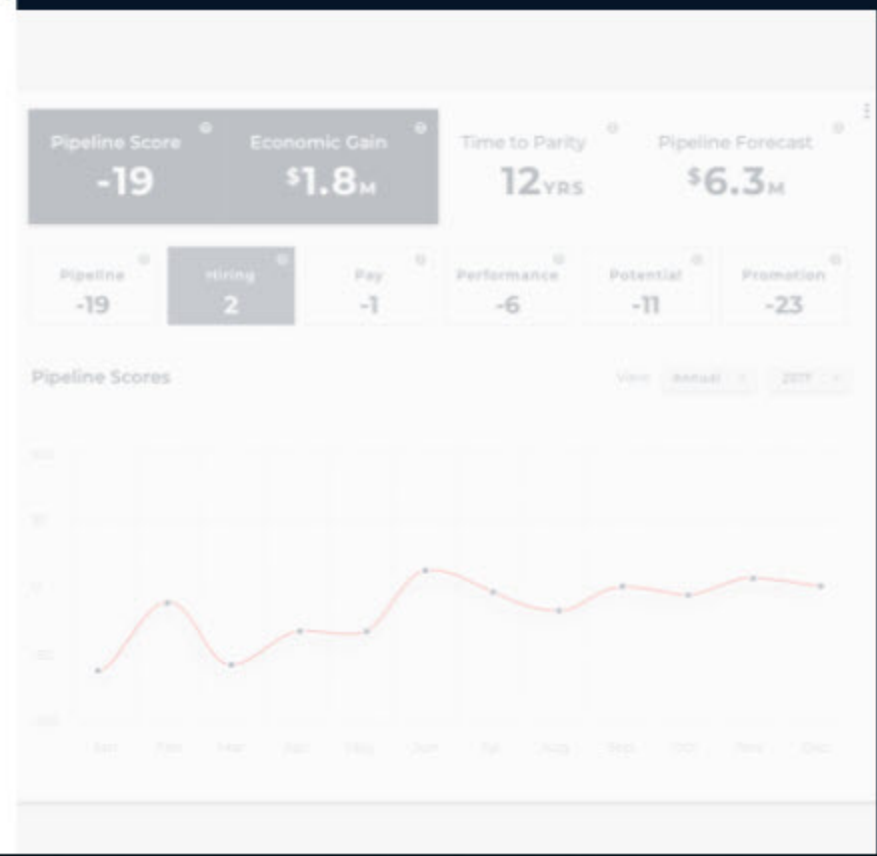 Pipeline Score Economic Gain Time to Parity Pipeline Forecast
-19 $1.8M 12YRS $6.3M
Pipeline Hiring Pay Performance Potential Promotion
-19 2 -1 -6 -11 -23
Pipeline Scores View Annual
Jan Feb Mar Apr May Jun Jul Aug Sep Oct Nov Dec